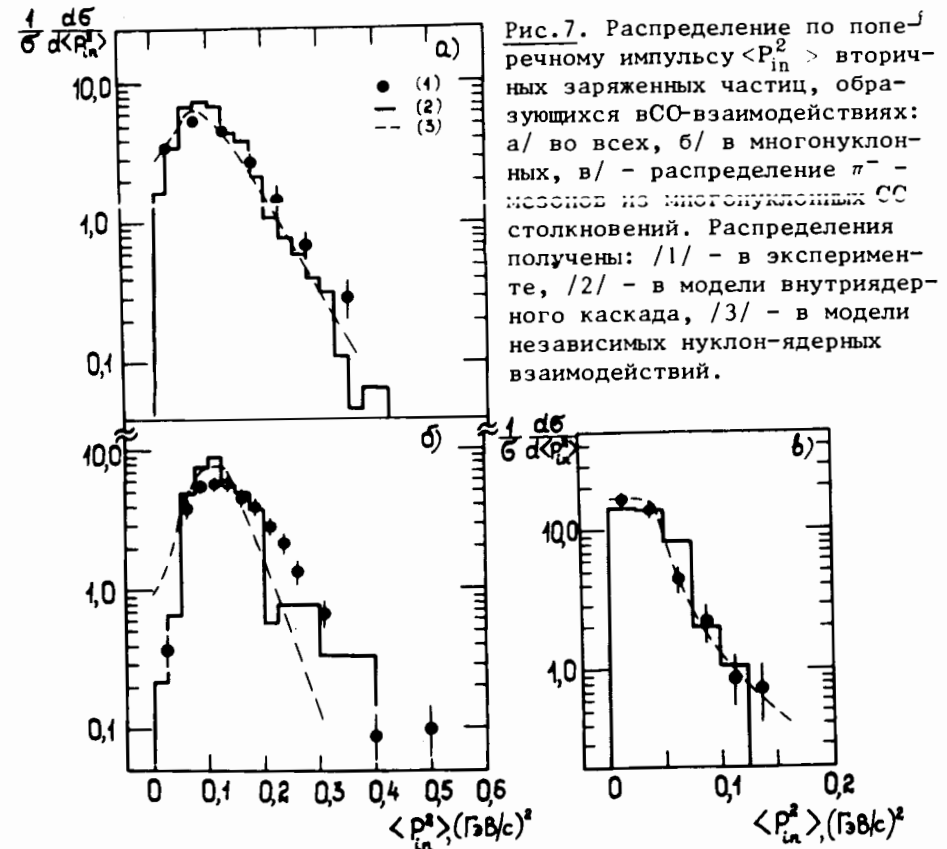 1/σ dσ/d<P²in>
а)
10,0
1,0
0,1
(1)
(2)
(3)
Рис.7. Распределение по попе-
речному импульсу <P²in> вторич-
ных заряженных частиц, обра-
зующихся вСО-взаимодействиях:
а/ во всех, б/ в многонуклон-
ных, в/ - распределение π⁻ -
мезонов из многонуклонных СС
столкновений. Распределения
получены: /1/ - в эксперимен-
те, /2/ - в модели внутриядер-
ного каскада, /3/ - в модели
независимых нуклон-ядерных
взаимодействий.
б)
10,0
1,0
0,1
0 0,1 0,2 0,3 0,4 0,5 0,6
<P²in>,(ГэВ/с)²
1/σ dσ/d<P²in>
в)
10,0
1,0
0 0,1 0,2
<P²in>,(ГэВ/с)²